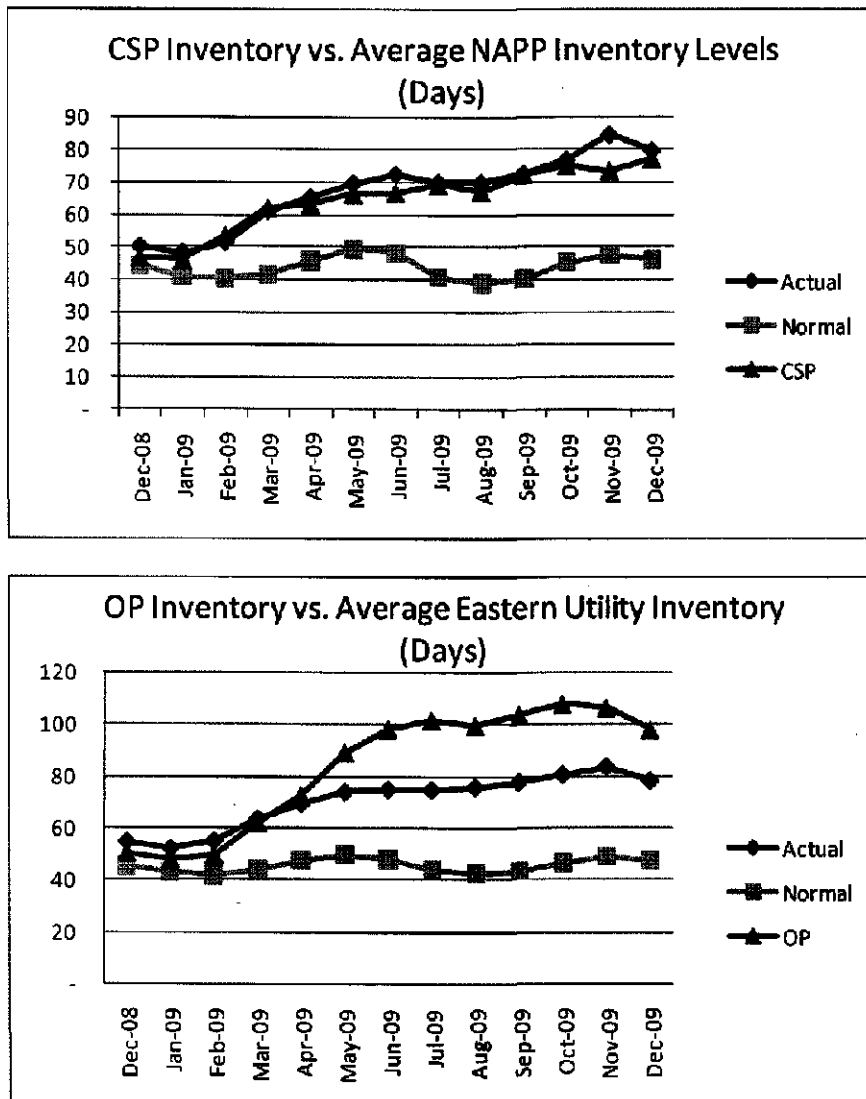 CSP Inventory vs. Average NAPP Inventory Levels
(Days)
90
80
70
60
50
40
30
20
10
-
Dec-08
Jan-09
Feb-09
Mar-09
Apr-09
May-09
Jun-09
Jul-09
Aug-09
Sep-09
Oct-09
Nov-09
Dec-09
Actual
Normal
CSP
OP Inventory vs. Average Eastern Utility Inventory
(Days)
120
100
80
60
40
20
-
Dec-08
Jan-09
Feb-09
Mar-09
Apr-09
May-09
Jun-09
Jul-09
Aug-09
Sep-09
Oct-09
Nov-09
Dec-09
Actual
Normal
OP